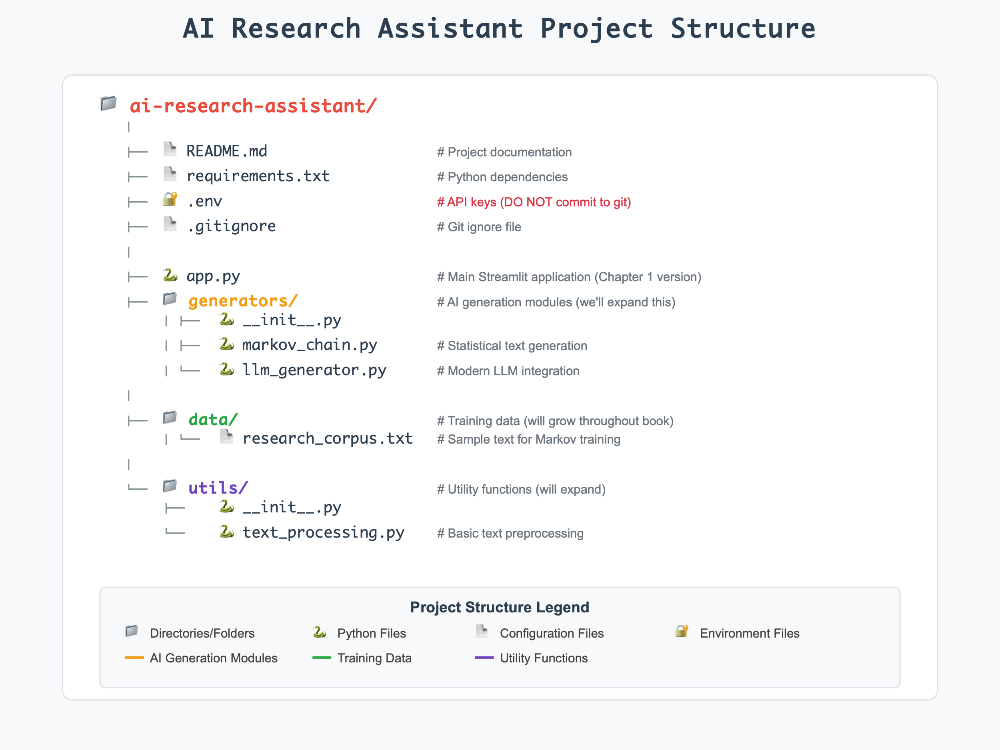 AI Research Assistant Project Structure
ai-research-assistant/
README.md # Project documentation
requirements.txt # Python dependencies
.env # API keys (DO NOT commit to git)
.gitignore # Git ignore file
app.py # Main Streamlit application (Chapter 1 version)
generators/ # AI generation modules (we'll expand this)
__init__.py
markov_chain.py # Statistical text generation
llm_generator.py # Modern LLM integration
data/ # Training data (will grow throughout book)
research_corpus.txt # Sample text for Markov training
utils/ # Utility functions (will expand)
__init__.py
text_processing.py # Basic text preprocessing
Project Structure Legend
Directories/Folders Python Files Configuration Files Environment Files
AI Generation Modules Training Data Utility Functions